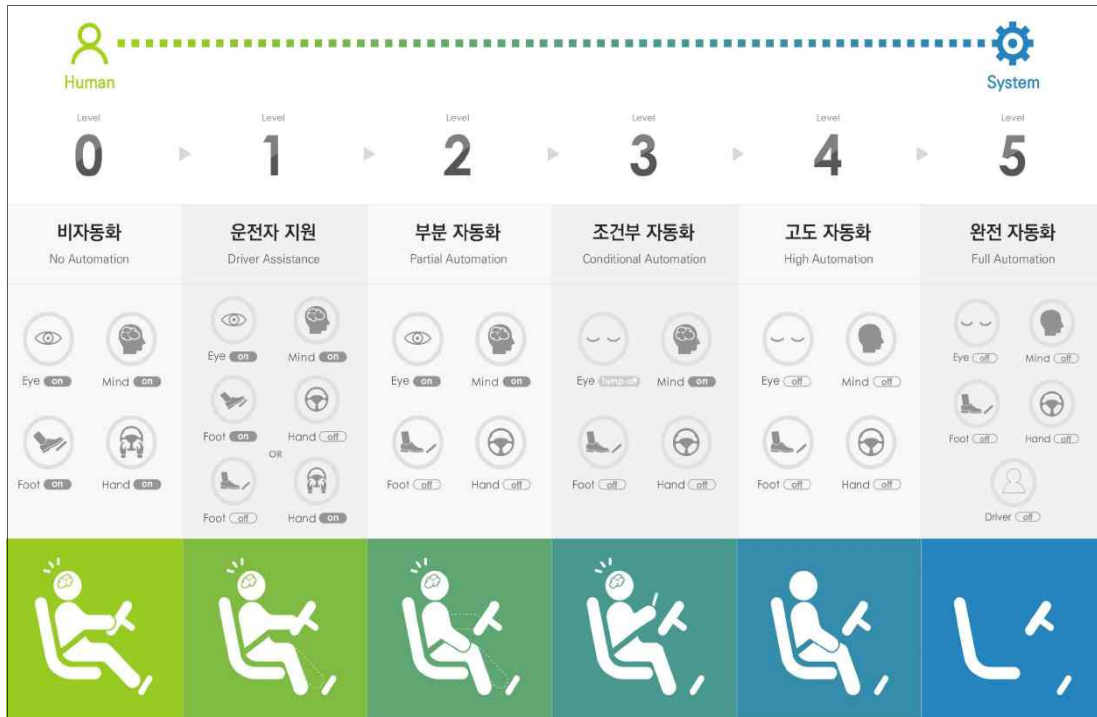 Human
System
Level
0
Level
1
Level
2
Level
3
Level
4
Level
5
비자동화
No Automation
운전자 지원
Driver Assistance
부분 자동화
Partial Automation
조건부 자동화
Conditional Automation
고도 자동화
High Automation
완전 자동화
Full Automation
Eye on
Mind on
Foot on
Hand on
Eye on
Mind on
Foot on
Hand off
OR
Foot off
Hand on
Eye on
Mind on
Foot off
Hand off
Eye Temp-off
Mind on
Foot off
Hand off
Eye off
Mind off
Foot off
Hand off
Eye off
Mind off
Foot off
Hand off
Driver off